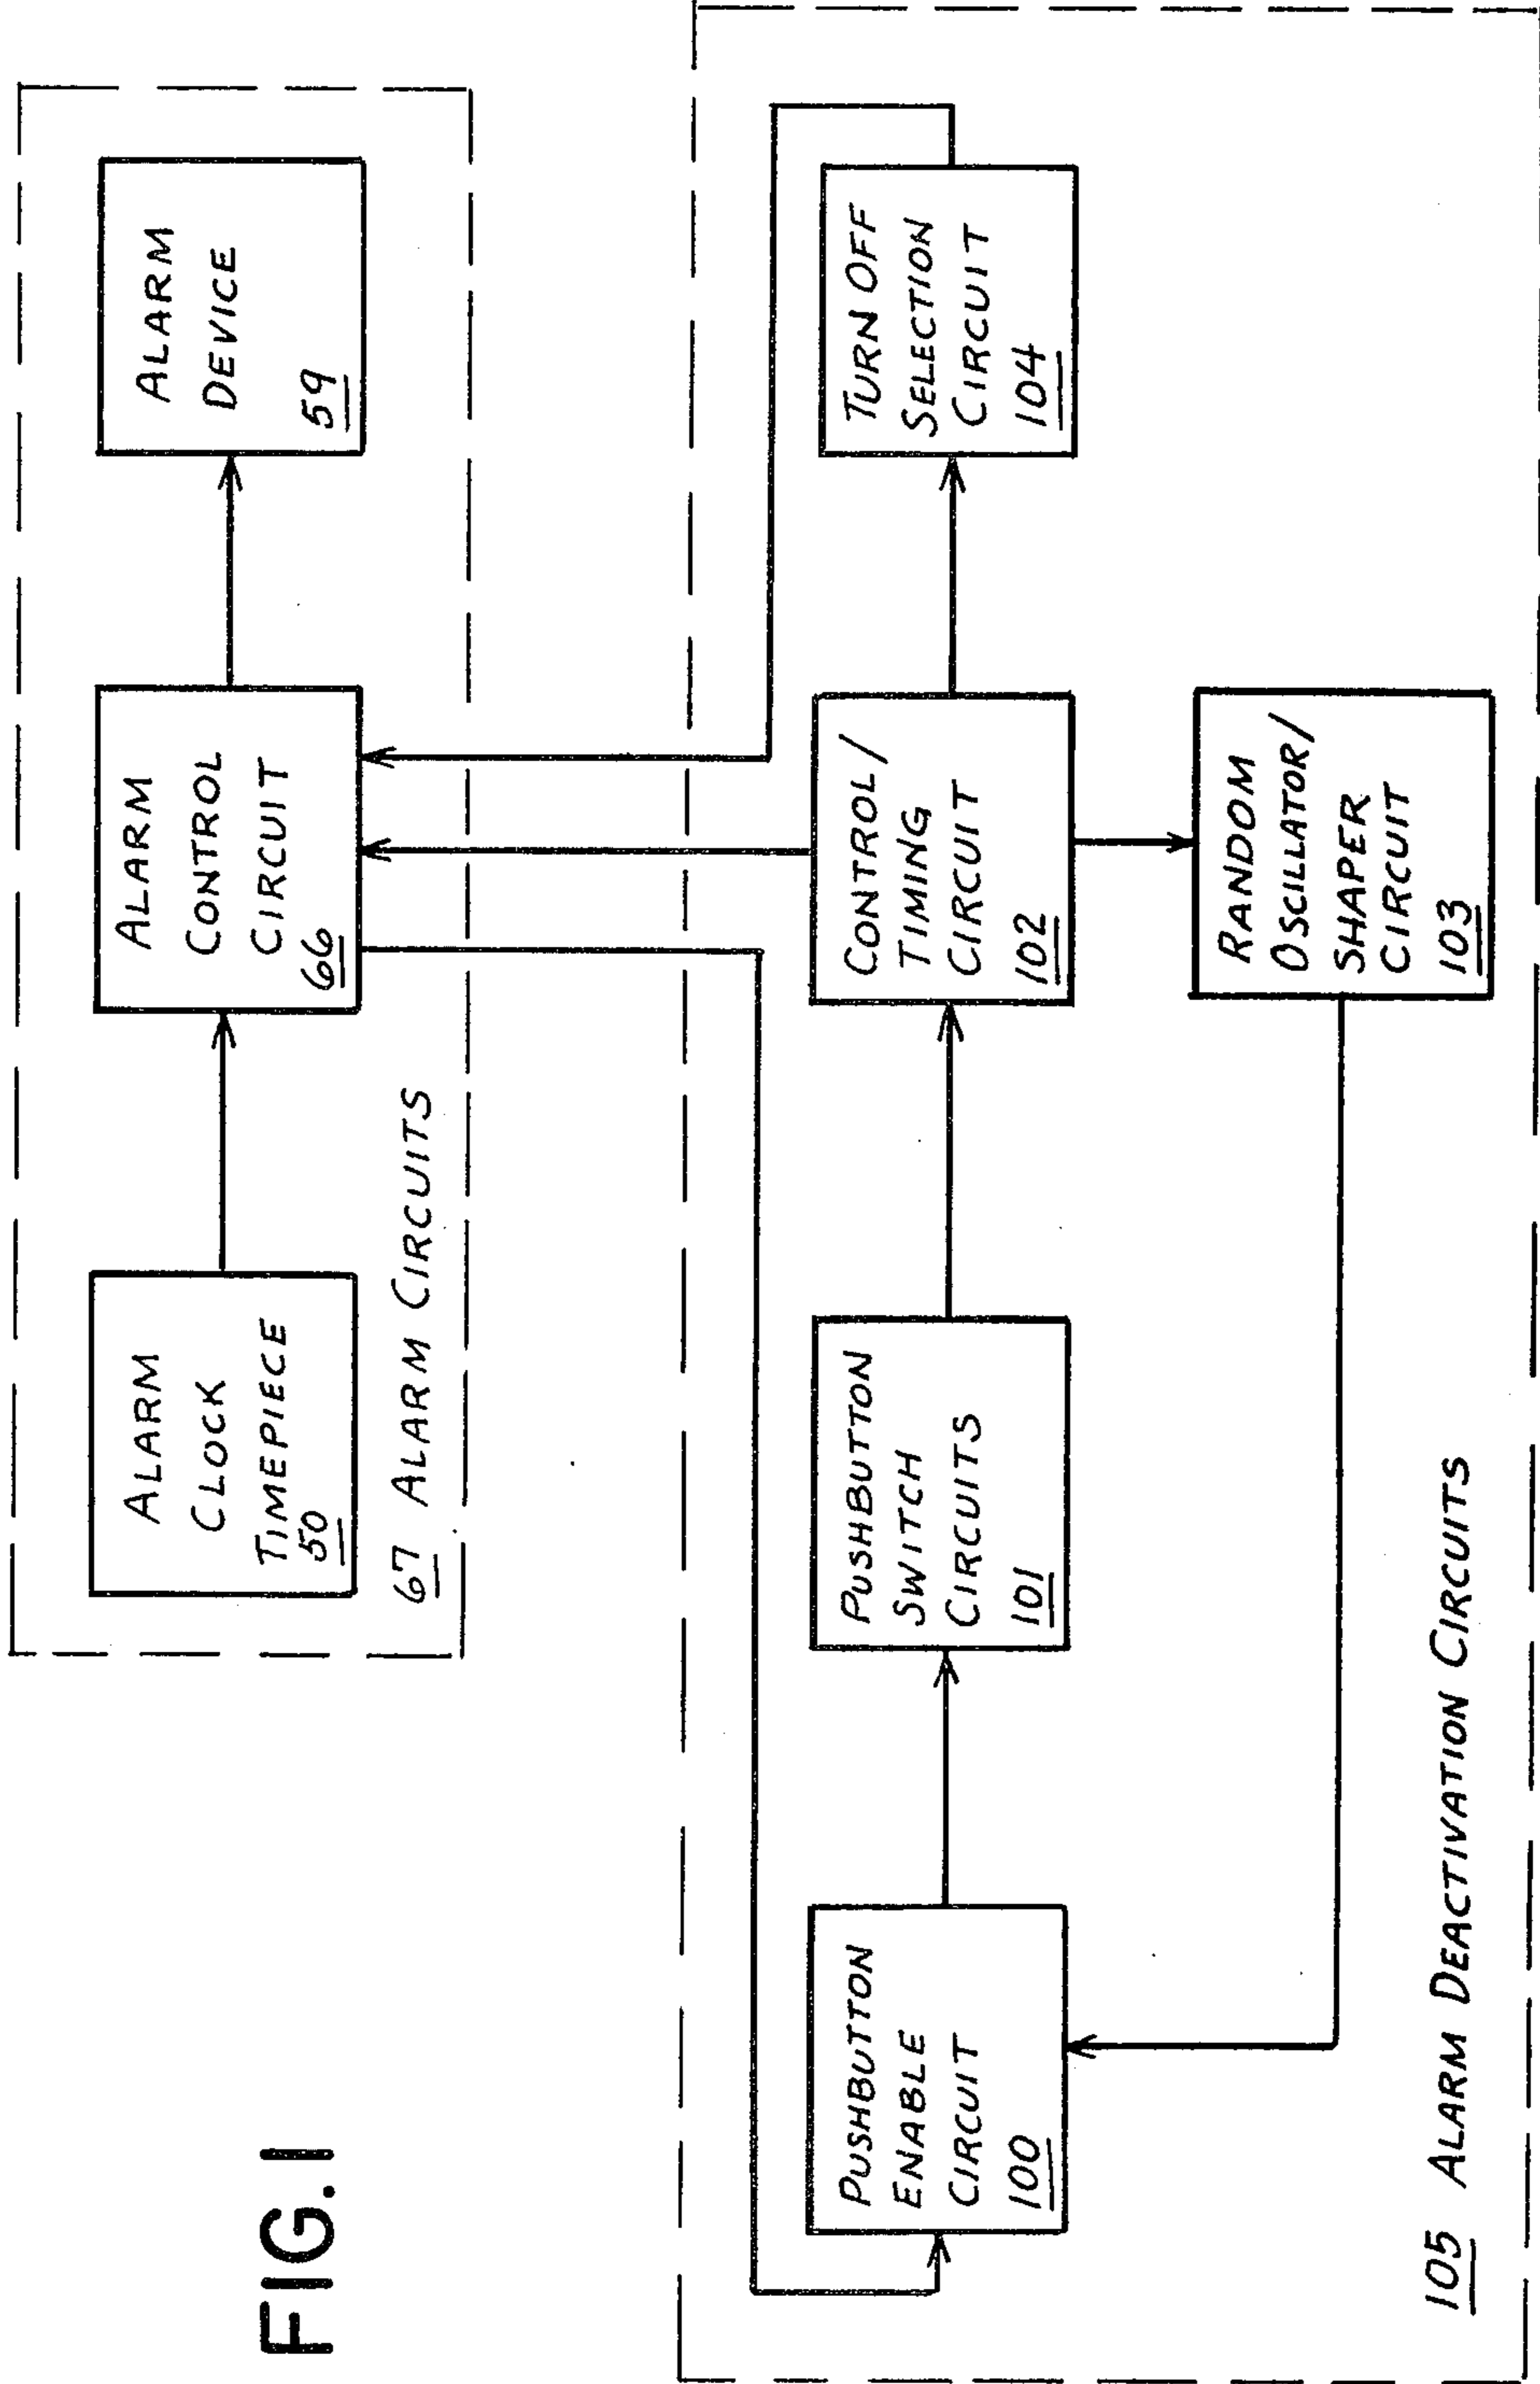 FIG.1
ALARM
CLOCK
TIMEPIECE
50
ALARM
CONTROL
CIRCUIT
66
ALARM
DEVICE
59
67 ALARM CIRCUITS
PUSHBUTTON
ENABLE
CIRCUIT
100
PUSHBUTTON
SWITCH
CIRCUITS
101
CONTROL/
TIMING
CIRCUIT
102
TURN OFF
SELECTION
CIRCUIT
104
RANDOM
OSCILLATOR/
SHAPER
CIRCUIT
103
105 ALARM DEACTIVATION CIRCUITS